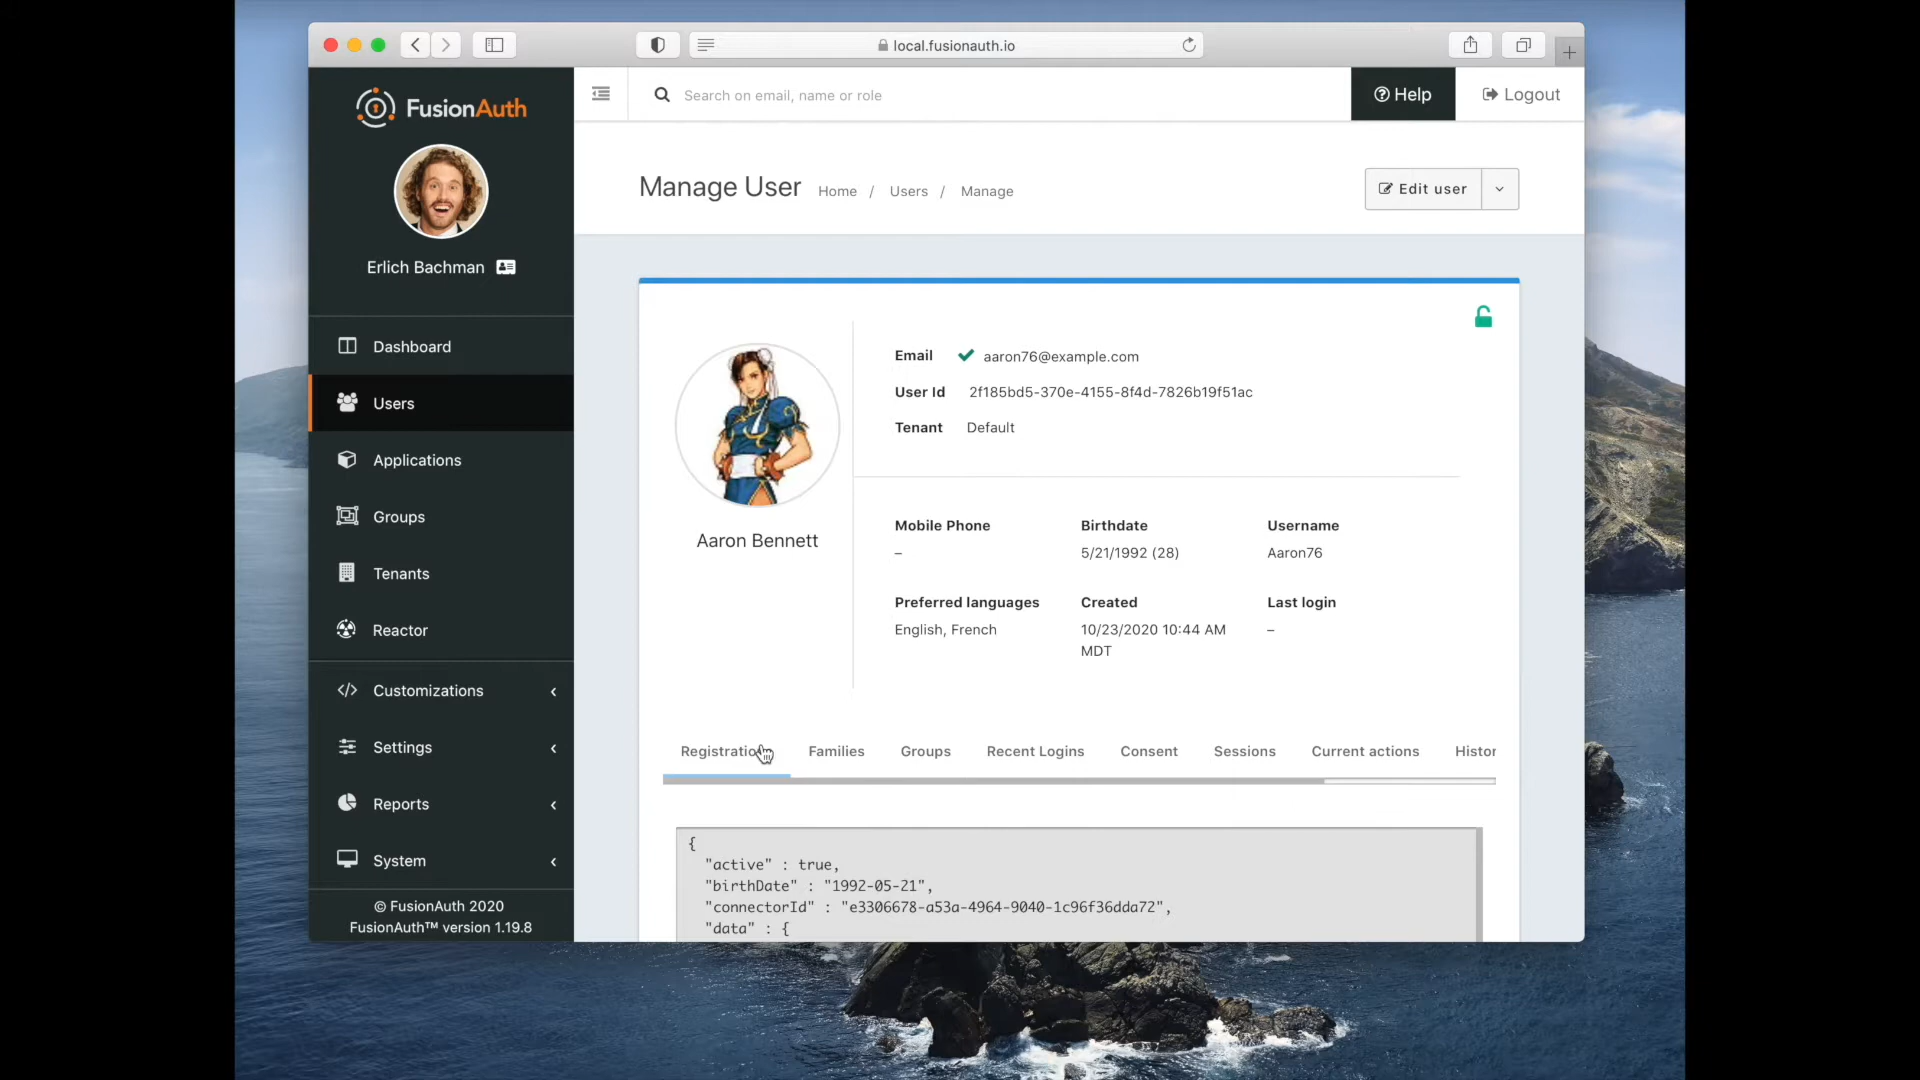 local.fusionauth.io
FusionAuth
Search on email, name or role
Help
Logout
Erlich Bachman
Dashboard
Users
Applications
Groups
Tenants
Reactor
Customizations
Settings
Reports
System
© FusionAuth 2020
FusionAuth™ version 1.19.8
Manage User
Home / Users / Manage
Edit user
Aaron Bennett
Email aaron76@example.com
User Id 2f185bd5-370e-4155-8f4d-7826b19f51ac
Tenant Default
Mobile Phone Birthdate Username
– 5/21/1992 (28) Aaron76
Preferred languages Created Last login
English, French 10/23/2020 10:44 AM –
MDT
Registration Families Groups Recent Logins Consent Sessions Current actions Histor
{
"active" : true,
"birthDate" : "1992-05-21",
"connectorId" : "e3306678-a53a-4964-9040-1c96f36dda72",
"data" : {